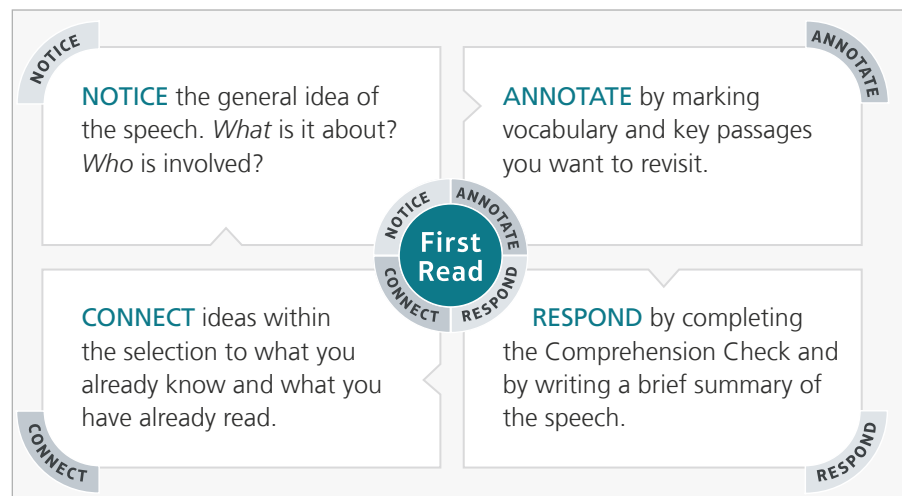 NOTICE
ANNOTATE
NOTICE the general idea of
the speech. What is it about?
Who is involved?
ANNOTATE by marking
vocabulary and key passages
you want to revisit.
NOTICE
ANNOTATE
First
Read
CONNECT
RESPOND
CONNECT ideas within
the selection to what you
already know and what you
have already read.
RESPOND by completing
the Comprehension Check and
by writing a brief summary of
the speech.
CONNECT
RESPOND